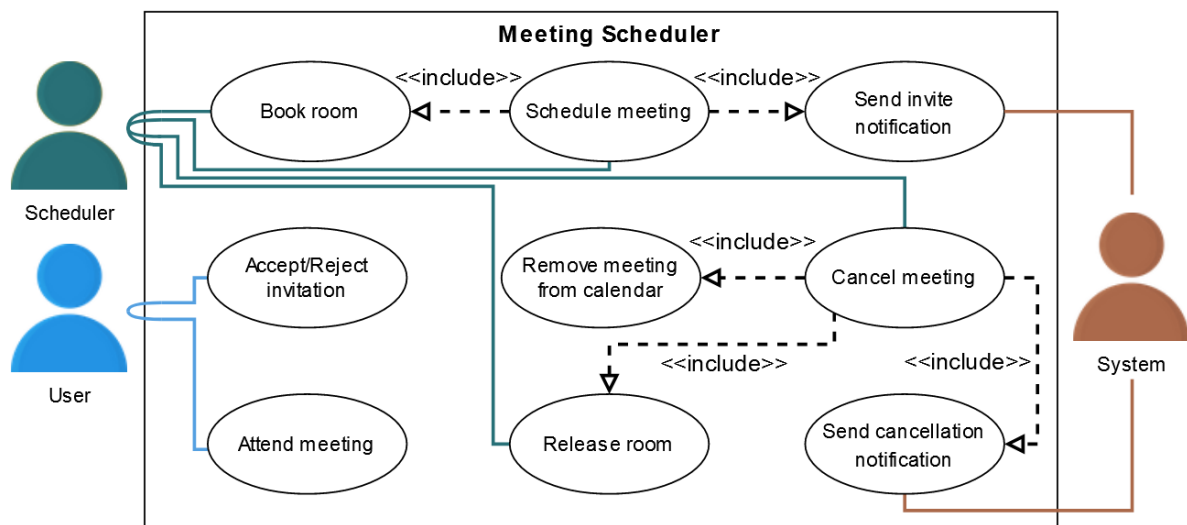 Meeting Scheduler
<<include>>
<<include>>
Book room
Schedule meeting
Send invite
notification
Scheduler
<<include>>
Accept/Reject
invitation
Remove meeting
from calendar
Cancel meeting
<<include>>
<<include>>
System
User
Attend meeting
Release room
Send cancellation
notification